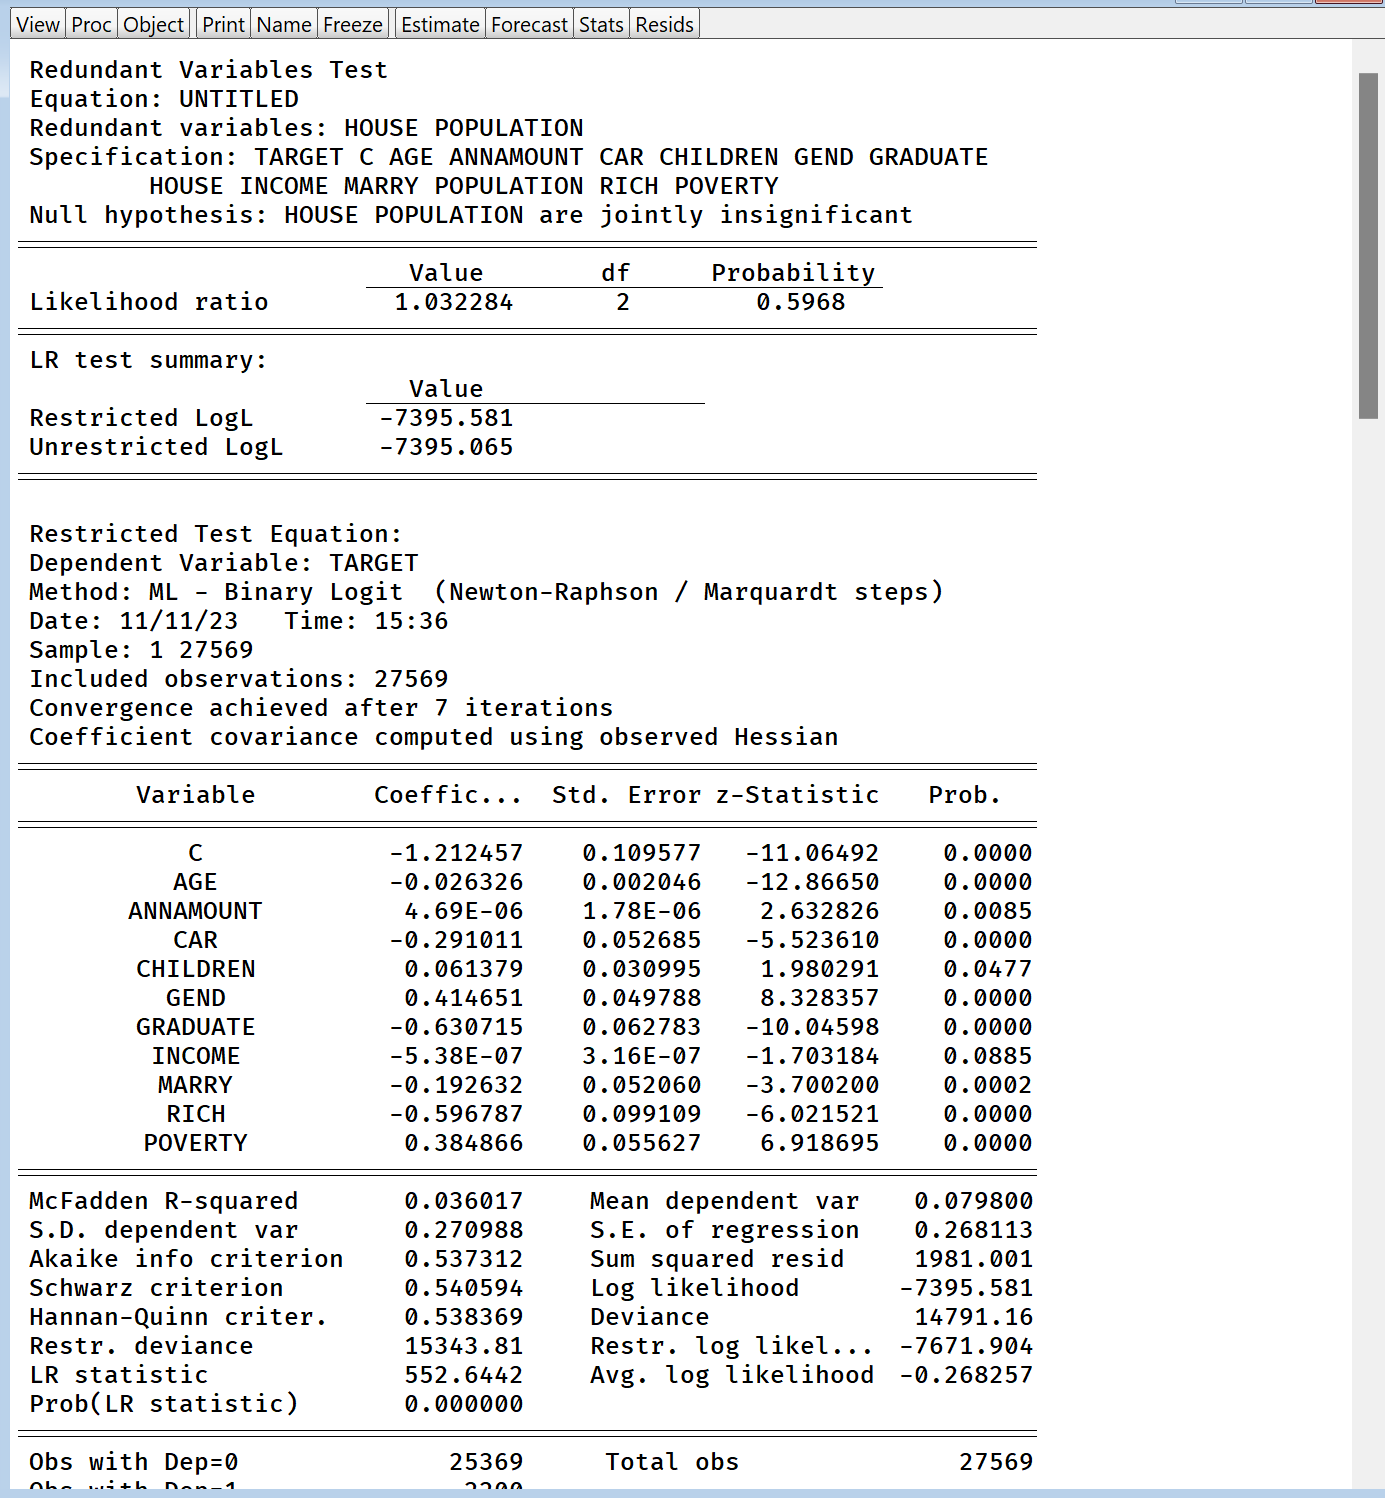 View Proc Object Print Name Freeze Estimate Forecast Stats Resids
Redundant Variables Test
Equation: UNTITLED
Redundant variables: HOUSE POPULATION
Specification: TARGET C AGE ANNAMOUNT CAR CHILDREN GEND GRADUATE
HOUSE INCOME MARRY POPULATION RICH POVERTY
Null hypothesis: HOUSE POPULATION are jointly insignificant
Value df Probability
Likelihood ratio 1.032284 2 0.5968
LR test summary:
Value
Restricted LogL -7395.581
Unrestricted LogL -7395.065
Restricted Test Equation:
Dependent Variable: TARGET
Method: ML - Binary Logit (Newton-Raphson / Marquardt steps)
Date: 11/11/23 Time: 15:36
Sample: 1 27569
Included observations: 27569
Convergence achieved after 7 iterations
Coefficient covariance computed using observed Hessian
Variable Coeffic... Std. Error z-Statistic Prob.
C -1.212457 0.109577 -11.06492 0.0000
AGE -0.026326 0.002046 -12.86650 0.0000
ANNAMOUNT 4.69E-06 1.78E-06 2.632826 0.0085
CAR -0.291011 0.052685 -5.523610 0.0000
CHILDREN 0.061379 0.030995 1.980291 0.0477
GEND 0.414651 0.049788 8.328357 0.0000
GRADUATE -0.630715 0.062783 -10.04598 0.0000
INCOME -5.38E-07 3.16E-07 -1.703184 0.0885
MARRY -0.192632 0.052060 -3.700200 0.0002
RICH -0.596787 0.099109 -6.021521 0.0000
POVERTY 0.384866 0.055627 6.918695 0.0000
McFadden R-squared 0.036017 Mean dependent var 0.079800
S.D. dependent var 0.270988 S.E. of regression 0.268113
Akaike info criterion 0.537312 Sum squared resid 1981.001
Schwarz criterion 0.540594 Log likelihood -7395.581
Hannan-Quinn criter. 0.538369 Deviance 14791.16
Restr. deviance 15343.81 Restr. log likel... -7671.904
LR statistic 552.6442 Avg. log likelihood -0.268257
Prob(LR statistic) 0.000000
Obs with Dep=0 25369 Total obs 27569
Obs with Dep=1 2200